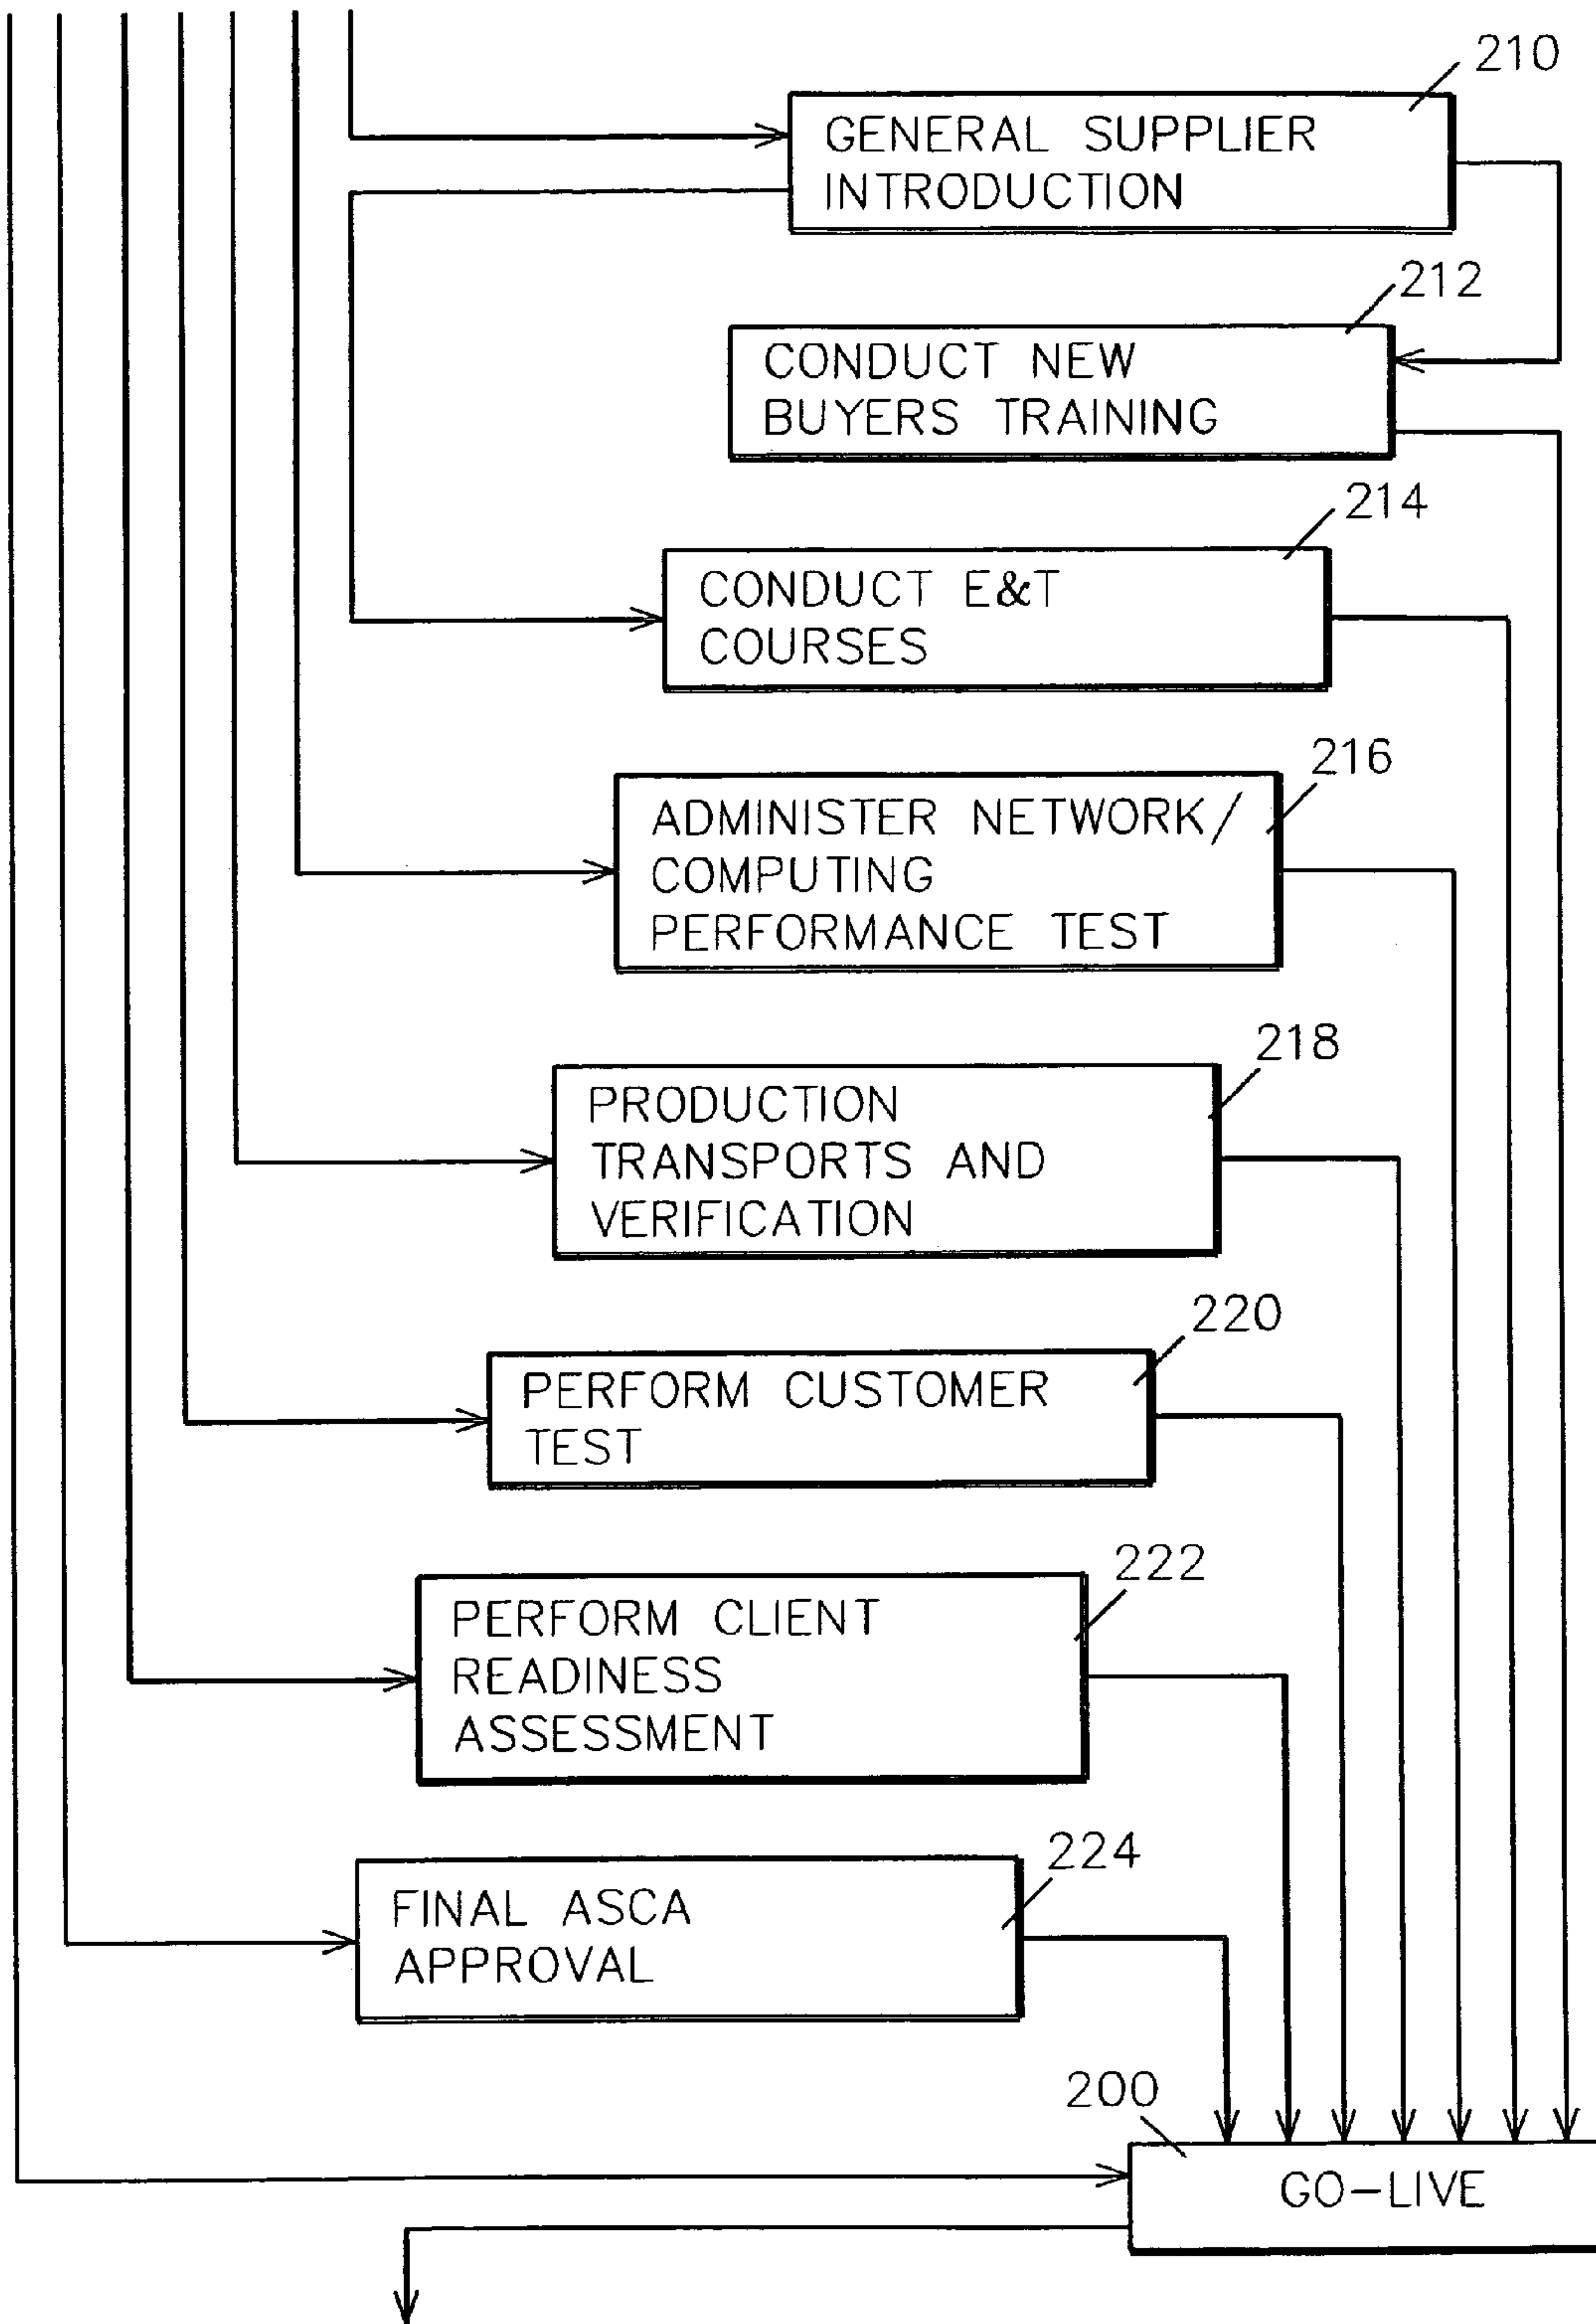 210
GENERAL SUPPLIER
INTRODUCTION
212
CONDUCT NEW
BUYERS TRAINING
214
CONDUCT E&T
COURSES
216
ADMINISTER NETWORK/
COMPUTING
PERFORMANCE TEST
218
PRODUCTION
TRANSPORTS AND
VERIFICATION
220
PERFORM CUSTOMER
TEST
222
PERFORM CLIENT
READINESS
ASSESSMENT
224
FINAL ASCA
APPROVAL
200
GO-LIVE